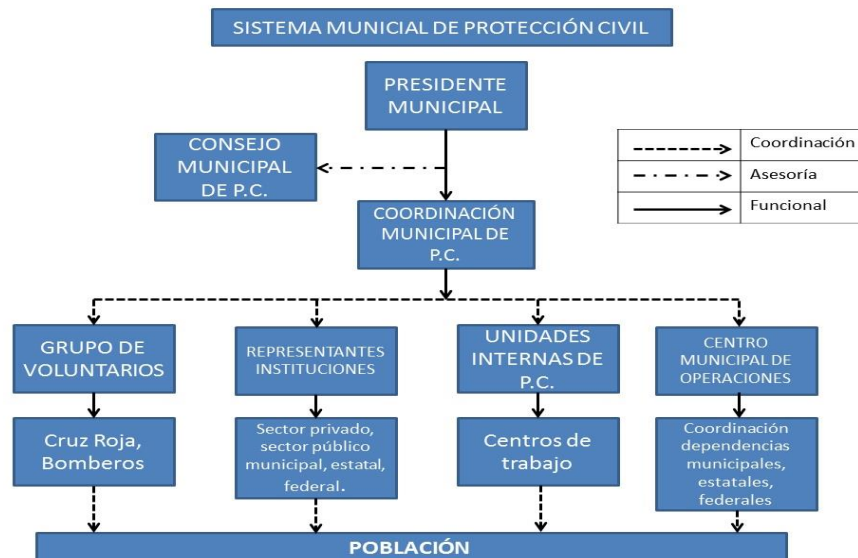 SISTEMA MUNICIAL DE PROTECCIÓN CIVIL
PRESIDENTE
MUNICIPAL
CONSEJO
MUNICIPAL
DE P.C.
Coordinación
Asesoría
Funcional
COORDINACIÓN
MUNICIPAL DE
P.C.
GRUPO DE
VOLUNTARIOS
REPRESENTANTES
INSTITUCIONES
UNIDADES
INTERNAS DE
P.C.
CENTRO
MUNICIPAL DE
OPERACIONES
Cruz Roja,
Bomberos
Sector privado,
sector público
municipal, estatal,
federal.
Centros de
trabajo
Coordinación
dependencias
municipales,
estatales,
federales
POBLACIÓN